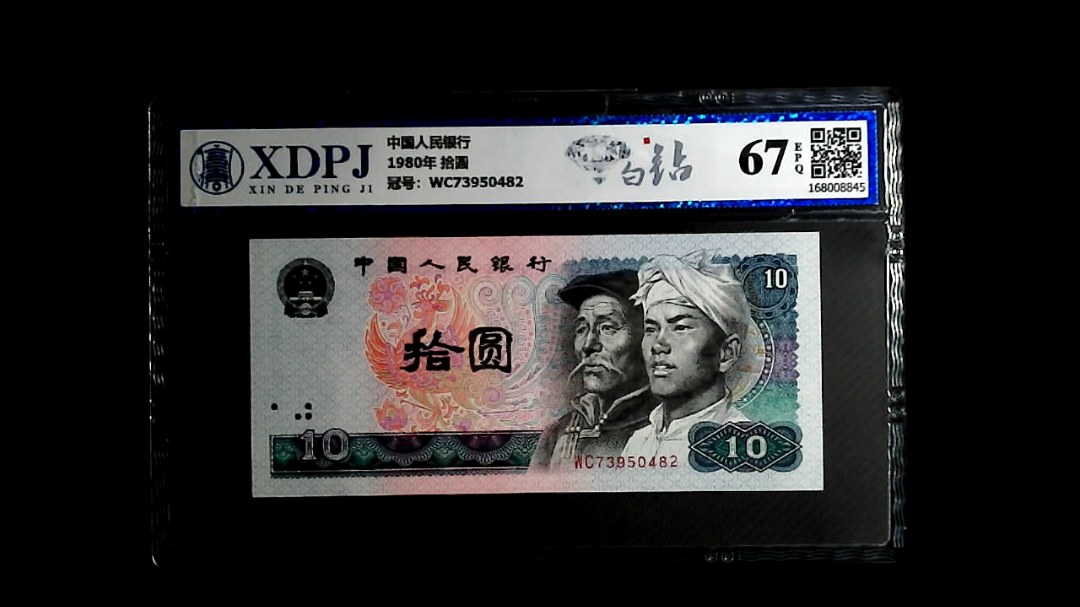 XDPJ
XIN DE PING JI
中国人民银行
1980年 拾圆
冠号: WC73950482
白钻
67
EPQ
168008845
中国人民银行
10
拾圆
10
WC73950482
10